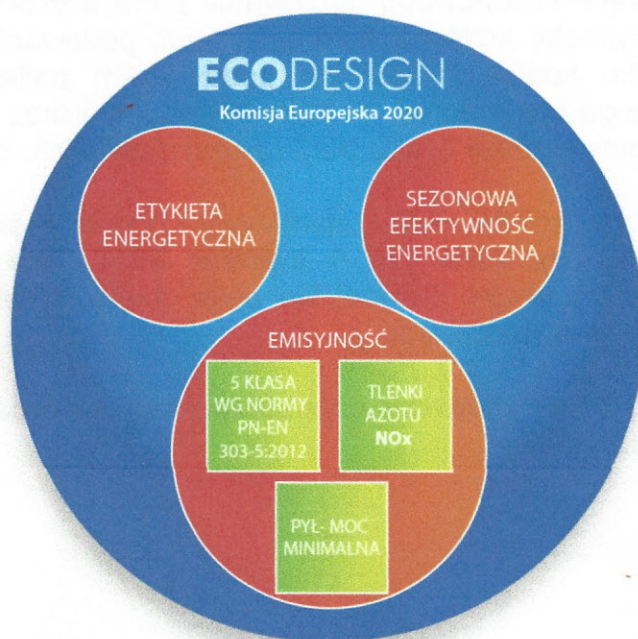 ECODESIGN
Komisja Europejska 2020
ETYKIETA
ENERGETYCZNA
SEZONOWA
EFEKTYWNOŚĆ
ENERGETYCZNA
EMISYJNOŚĆ
5 KLASA
WG NORMY
PN-EN
303-5:2012
TLENKI
AZOTU
NOx
PYŁ- MOC
MINIMALNA